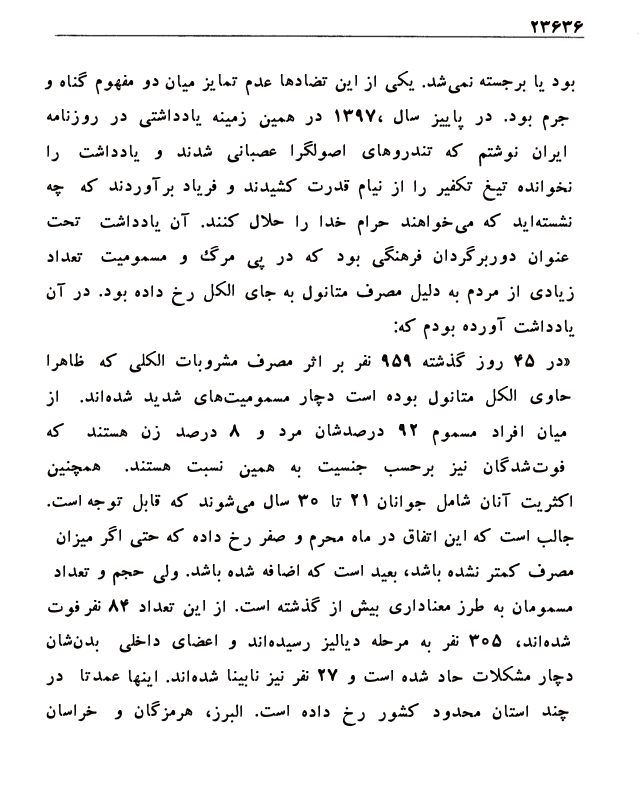 ۲۳۶۳۶
بود یا برجسته نمی‌شد. یکی از این تضادها عدم تمایز میان دو مفهوم گناه و
جرم بود. در پاییز سال ۱۳۹۷، در همین زمینه یادداشتی در روزنامه
ایران نوشتم که تندروهای اصولگرا عصبانی شدند و یادداشت را
نخوانده تیغ تکفیر را از نیام قدرت کشیدند و فریاد برآوردند که چه
نشسته‌اید که می‌خواهند حرام خدا را حلال کنند. آن یادداشت تحت
عنوان دوربرگردان فرهنگی بود که در پی مرگ و مسمومیت تعداد
زیادی از مردم به دلیل مصرف متانول به جای الکل رخ داده بود. در آن
یادداشت آورده بودم که:
«در ۴۵ روز گذشته ۹۵۹ نفر بر اثر مصرف مشروبات الکلی که ظاهرا
حاوی الکل متانول بوده است دچار مسمومیت‌های شدید شده‌اند. از
میان افراد مسموم ۹۲ درصدشان مرد و ۸ درصد زن هستند که
فوت‌شدگان نیز برحسب جنسیت به همین نسبت هستند. همچنین
اکثریت آنان شامل جوانان ۲۱ تا ۳۰ سال می‌شوند که قابل توجه است.
جالب است که این اتفاق در ماه محرم و صفر رخ داده که حتی اگر میزان
مصرف کمتر نشده باشد، بعید است که اضافه شده باشد. ولی حجم و تعداد
مسمومان به طرز معناداری بیش از گذشته است. از این تعداد ۸۴ نفر فوت
شده‌اند، ۳۰۵ نفر به مرحله دیالیز رسیده‌اند و اعضای داخلی بدن‌شان
دچار مشکلات حاد شده است و ۲۷ نفر نیز نابینا شده‌اند. اینها عمدتا در
چند استان محدود کشور رخ داده است. البرز، هرمزگان و خراسان